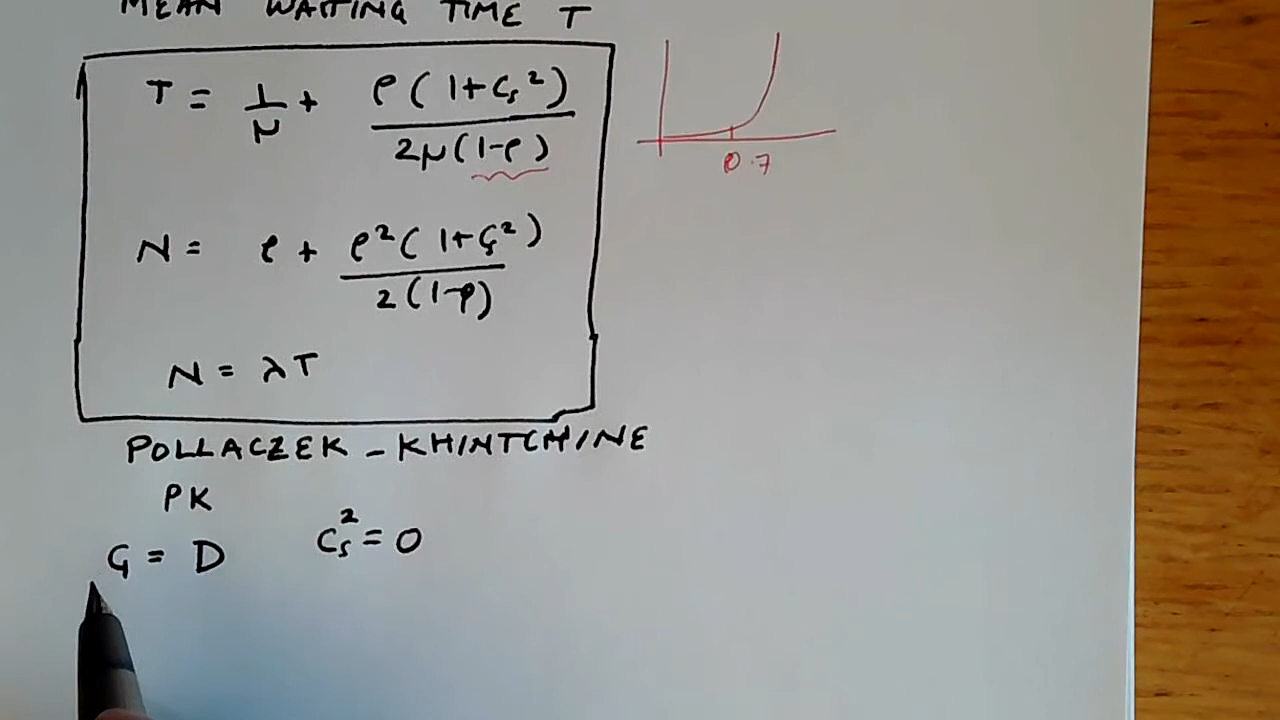 MEAN WAITING TIME T
T = 1/μ + ρ(1+Cs²)/2μ(1-ρ)
0.7
N = ρ + ρ²(1+Cs²)/2(1-ρ)
N = λT
POLLACZEK - KHINTCHINE
PK
G = D Cs² = 0